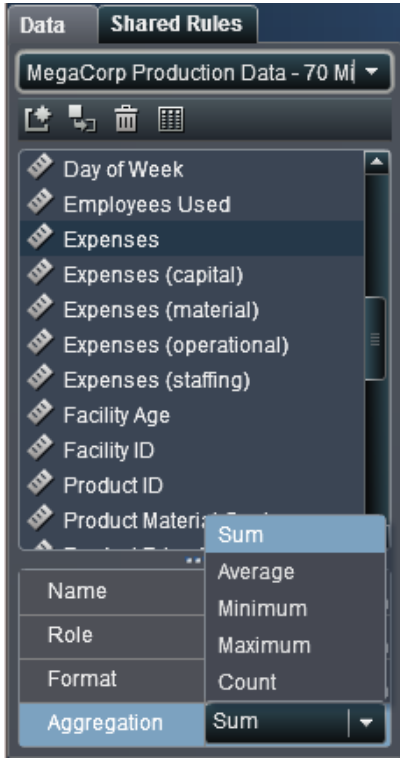 Data Shared Rules
MegaCorp Production Data - 70 Mi
Day of Week
Employees Used
Expenses
Expenses (capital)
Expenses (material)
Expenses (operational)
Expenses (staffing)
Facility Age
Facility ID
Product ID
Product Material
Sum
Average
Name
Minimum
Role
Maximum
Format
Count
Aggregation Sum